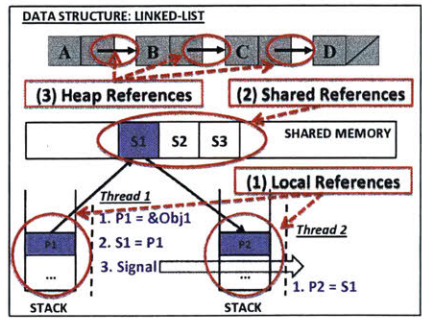 DATA STRUCTURE: LINKED-LIST
A B C D
(3) Heap References
(2) Shared References
S1 S2 S3
SHARED MEMORY
(1) Local References
Thread 1
1. P1 = &Obj1
2. S1 = P1
3. Signal
Thread 2
1. P2 = S1
P1
...
STACK
P2
...
STACK